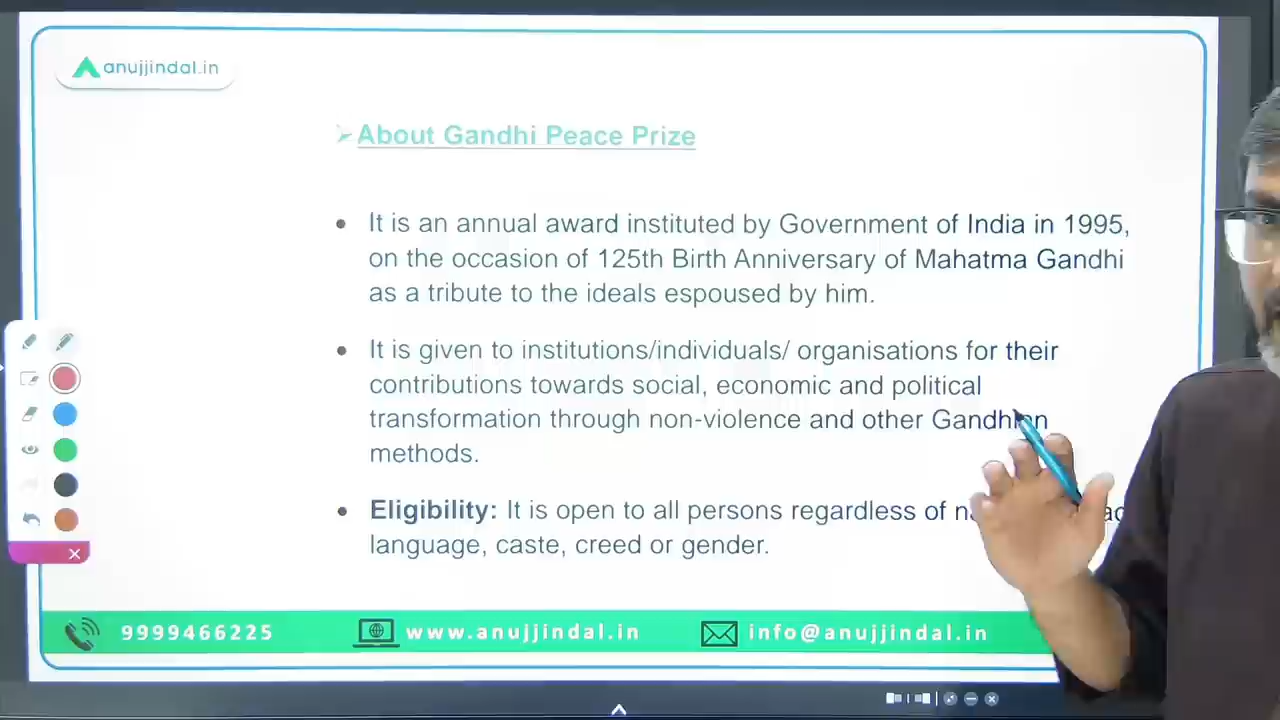 anujjindal.in
About Gandhi Peace Prize
It is an annual award instituted by Government of India in 1995,
on the occasion of 125th Birth Anniversary of Mahatma Gandhi
as a tribute to the ideals espoused by him.
It is given to institutions/individuals/ organisations for their
contributions towards social, economic and political
transformation through non-violence and other Gandhian
methods.
Eligibility: It is open to all persons regardless of
language, caste, creed or gender.
9999466225 www.anujjindal.in info@anujjindal.in